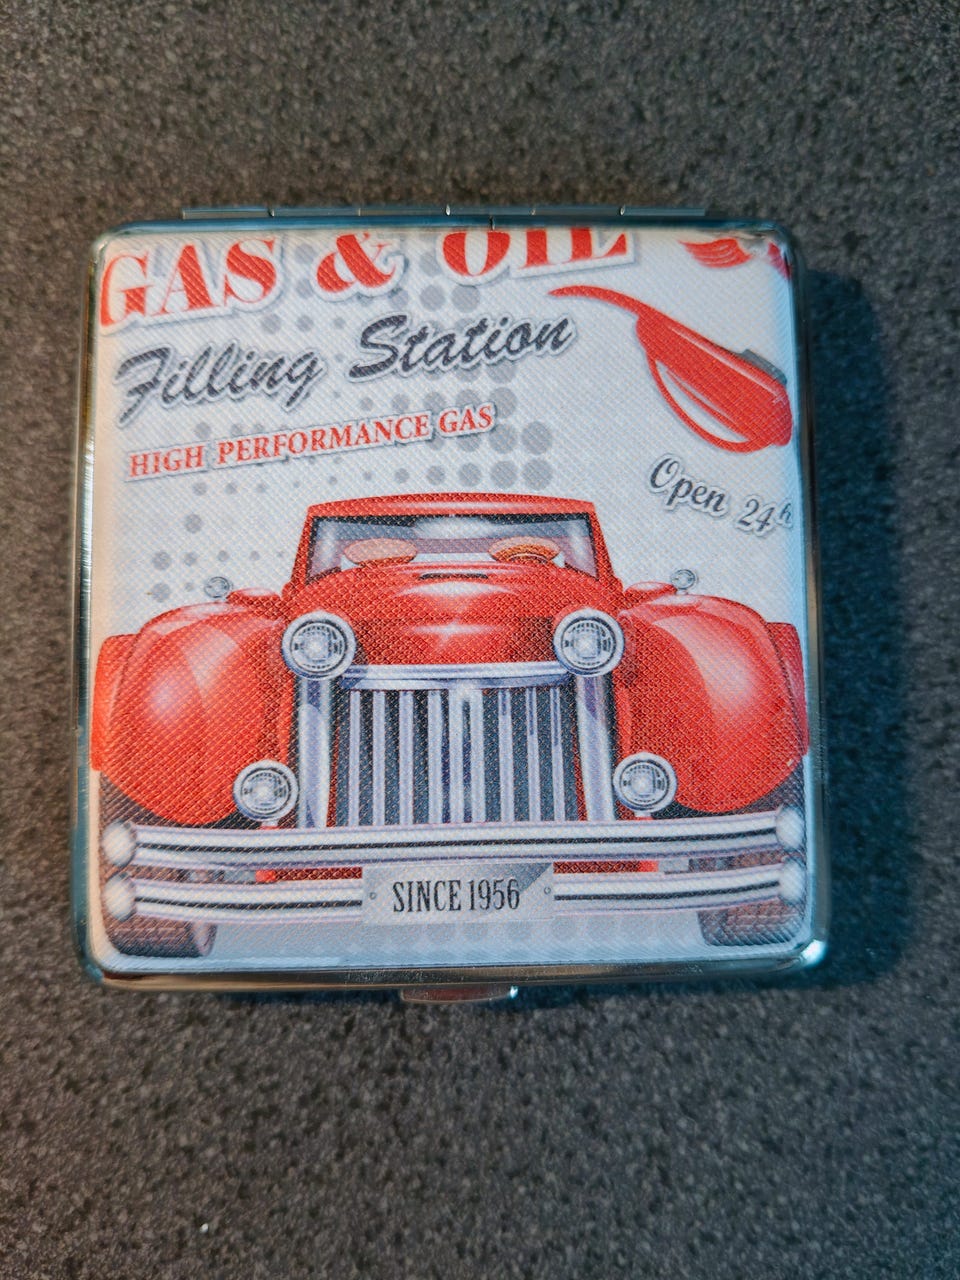 GAS & OIL
Filling Station
HIGH PERFORMANCE GAS
Open 24h
SINCE 1956